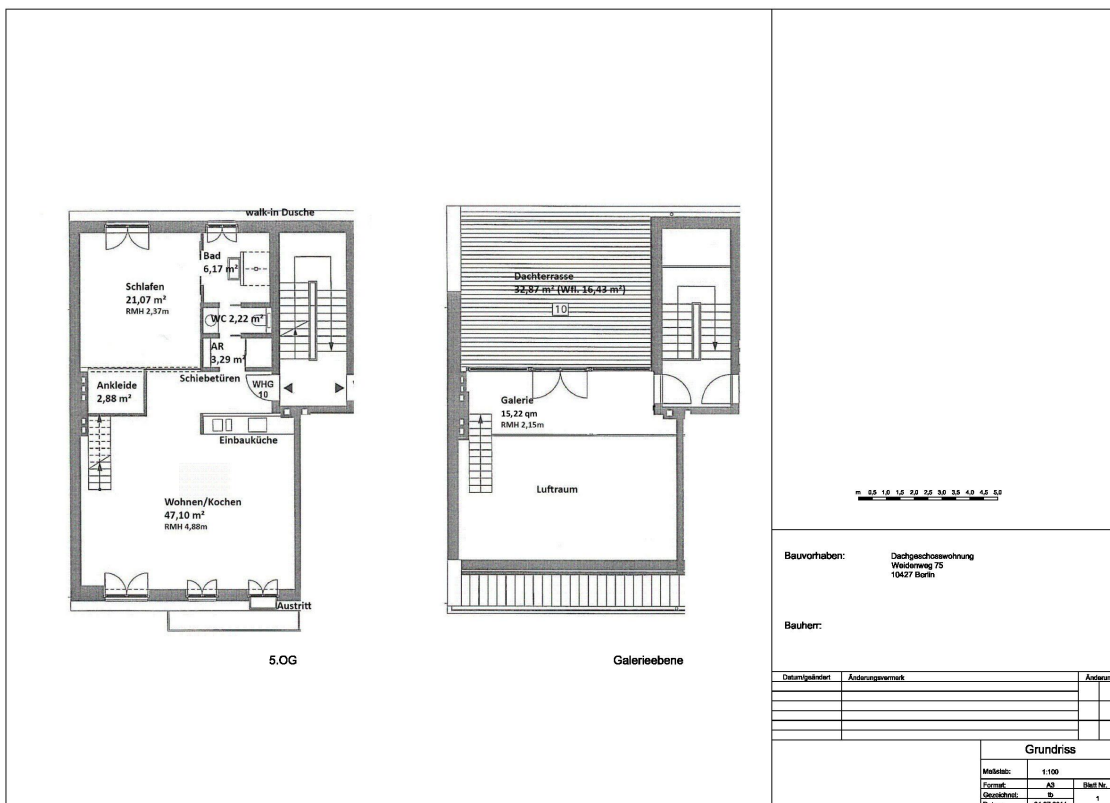 walk-in Dusche
Bad
6,17 m²
Schlafen
21,07 m²
RMH 2,37m
WC 2,22 m²
AR
3,29 m²
Schiebetüren
Ankleide
2,88 m²
WHG
10
Einbauküche
Wohnen/Kochen
47,10 m²
RMH 4,88m
Austritt
5.OG
Dachterrasse
32,87 m² (Wfl. 16,43 m²)
10
Galerie
15,22 qm
RMH 2,15m
Luftraum
Galerieebene
m 0,5 1,0 1,5 2,0 2,5 3,0 3,5 4,0 4,5 5,0
Bauvorhaben:
Dachgeschosswohnung
Weidenweg 75
10427 Berlin
Bauherr:
Datum/geändert Änderungsvermerk
Grundriss
Maßstab: 1:100
Format: A3 Blatt Nr.
Gezeichnet: tb
1